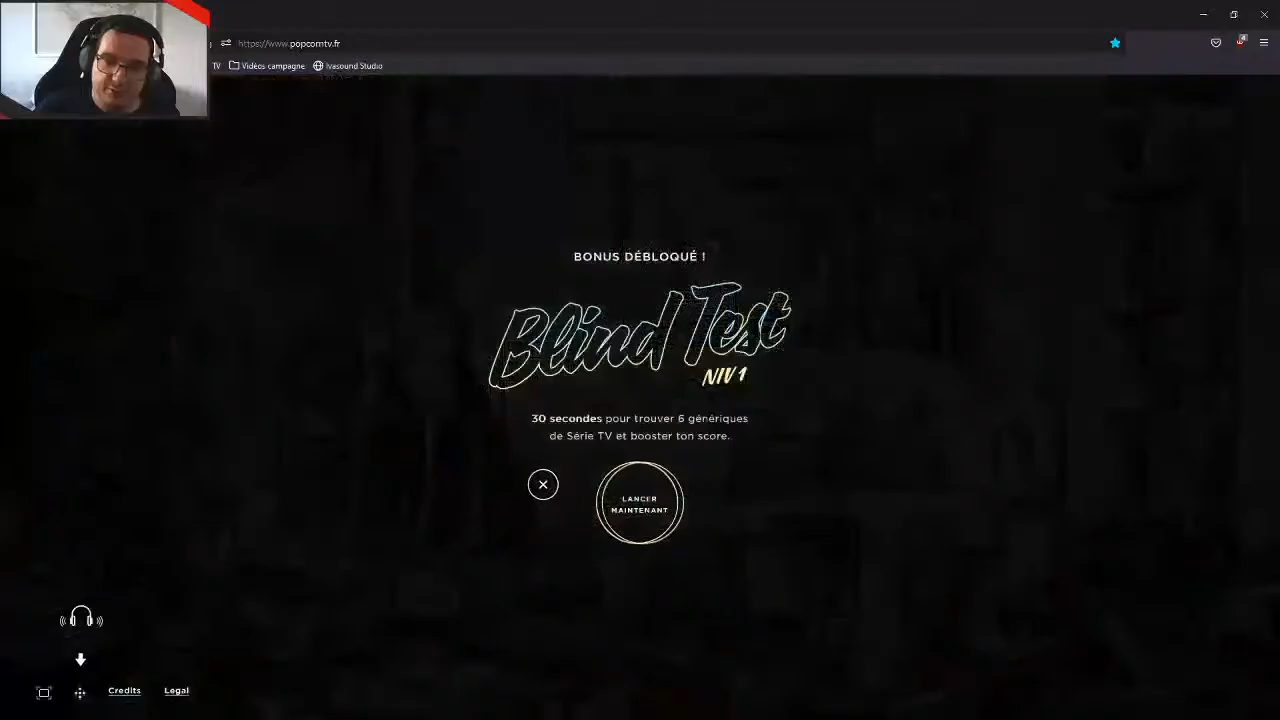 https://www.popcorntv.fr
TV Vidéos campagne Ivasound Studio
BONUS DÉBLOQUÉ !
Blind Test
NIV 1
30 secondes pour trouver 6 génériques
de Série TV et booster ton score.
LANCER
MAINTENANT
Credits Legal